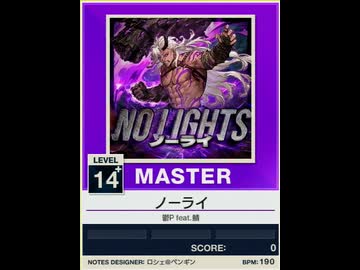 NO LIGHTS
ノーライ
LEVEL
14+
MASTER
ノーライ
鬱P feat.鯖
SCORE: 0
NOTES DESIGNER: ロシェ@ペンギン BPM:190